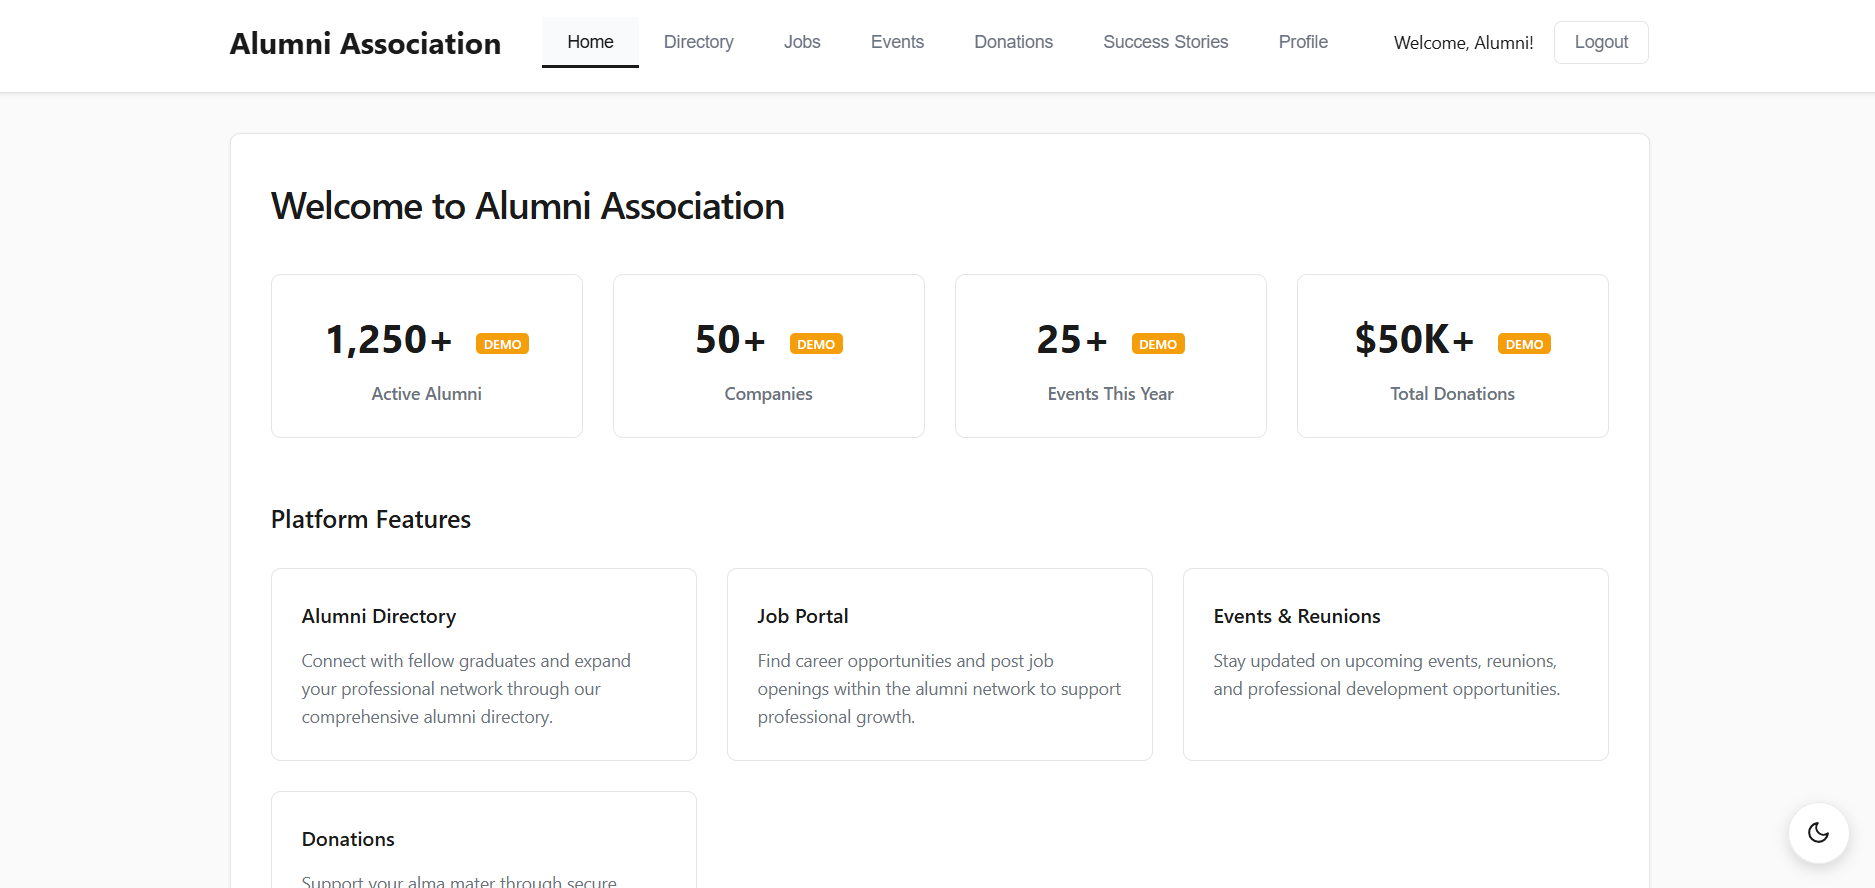 Alumni Association
Home
Directory
Jobs
Events
Donations
Success Stories
Profile
Welcome, Alumni!
Logout
Welcome to Alumni Association
1,250+ DEMO
Active Alumni
50+ DEMO
Companies
25+ DEMO
Events This Year
$50K+ DEMO
Total Donations
Platform Features
Alumni Directory
Connect with fellow graduates and expand
your professional network through our
comprehensive alumni directory.
Job Portal
Find career opportunities and post job
openings within the alumni network to support
professional growth.
Events & Reunions
Stay updated on upcoming events, reunions,
and professional development opportunities.
Donations
Support your alma mater through secure